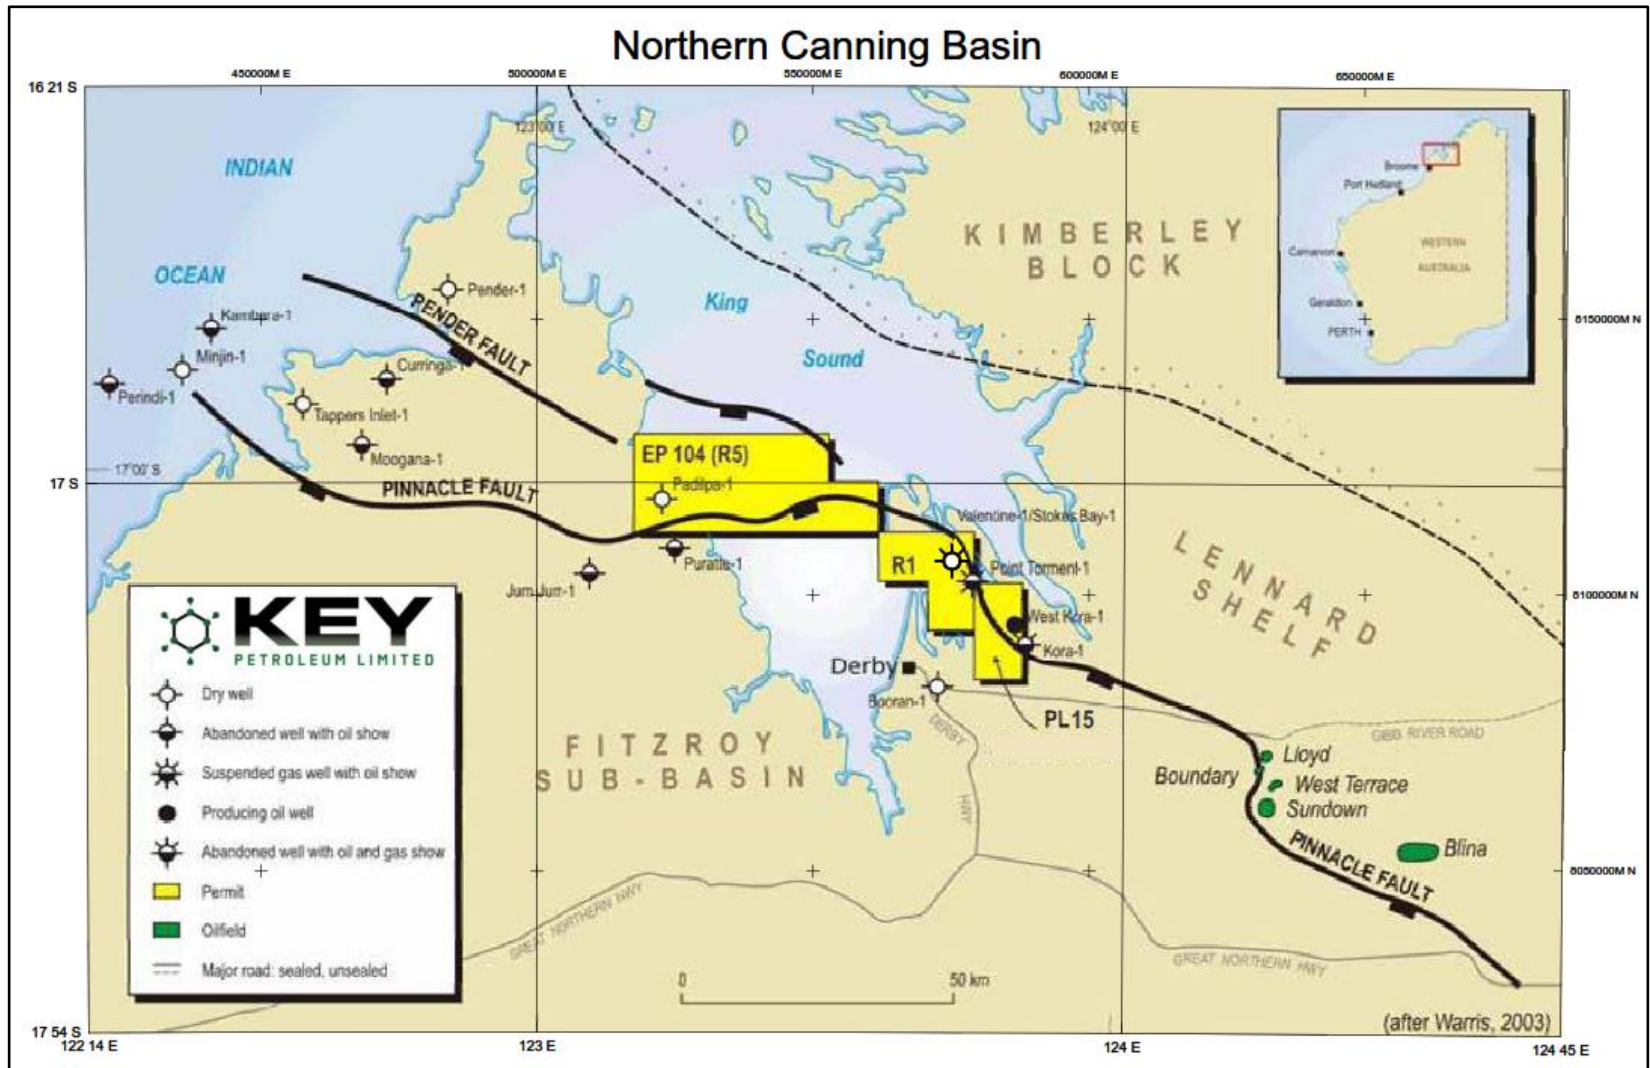 Northern Canning Basin
450000M E
500000M E
550000M E
600000M E
650000M E
16 21 S
123°00' E
124°00' E
INDIAN
OCEAN
KIMBERLEY
BLOCK
Broome
Port Hedland
Carnarvon
WESTERN
AUSTRALIA
Geraldton
PERTH
Pender-1
King
Sound
Kambara-1
PENDER FAULT
8150000M N
Minjin-1
Perindi-1
Curringa-1
Tappers Inlet-1
Moogana-1
EP 104 (R5)
17°00' S
17 S
PINNACLE FAULT
Padilpa-1
Valentine-1/Stokes Bay-1
Puratte-1
Jum Jum-1
R1
Point Torment-1
LENNARD
SHELF
8100000M N
West Kora-1
Kora-1
Derby
Booran-1
PL15
DERBY
HWY
GIBB RIVER ROAD
FITZROY
SUB-BASIN
Lloyd
Boundary
West Terrace
Sundown
Blina
PINNACLE FAULT
8050000M N
KEY
PETROLEUM LIMITED
Dry well
Abandoned well with oil show
Suspended gas well with oil show
Producing oil well
Abandoned well with oil and gas show
Permit
Oilfield
Major road: sealed, unsealed
GREAT NORTHERN HWY
GREAT NORTHERN HWY
0
50 km
(after Warris, 2003)
17 54 S
122 14 E
123 E
124 E
124 45 E